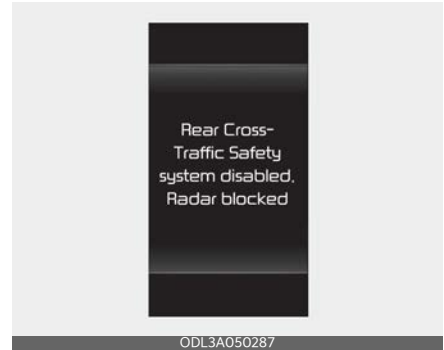 Rear Cross-
Traffic Safety
system disabled,
Radar blocked
ODL3A050287